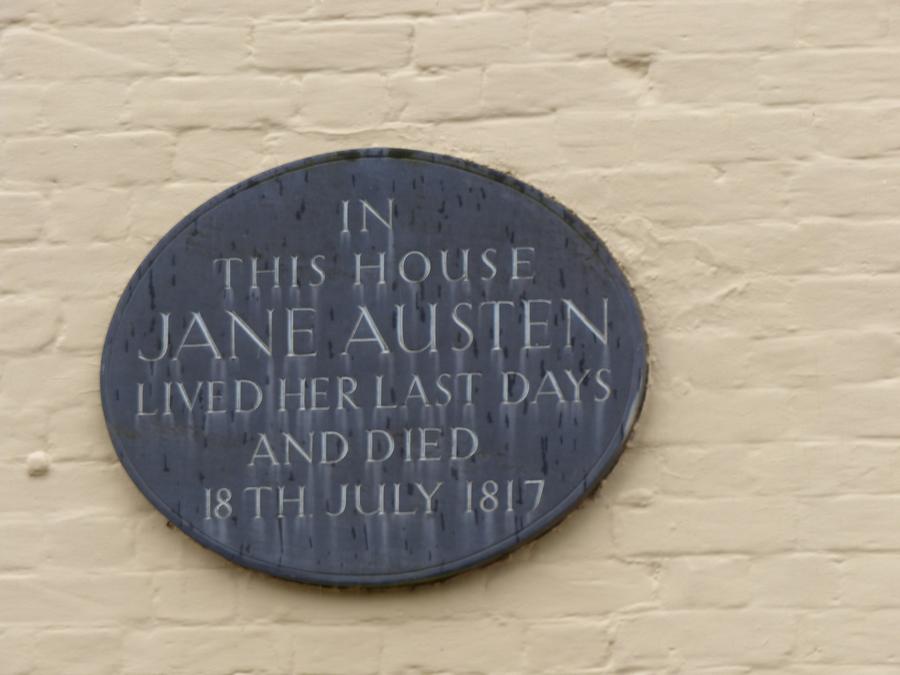 IN
THIS HOUSE
JANE AUSTEN
LIVED HER LAST DAYS
AND DIED
18TH. JULY 1817